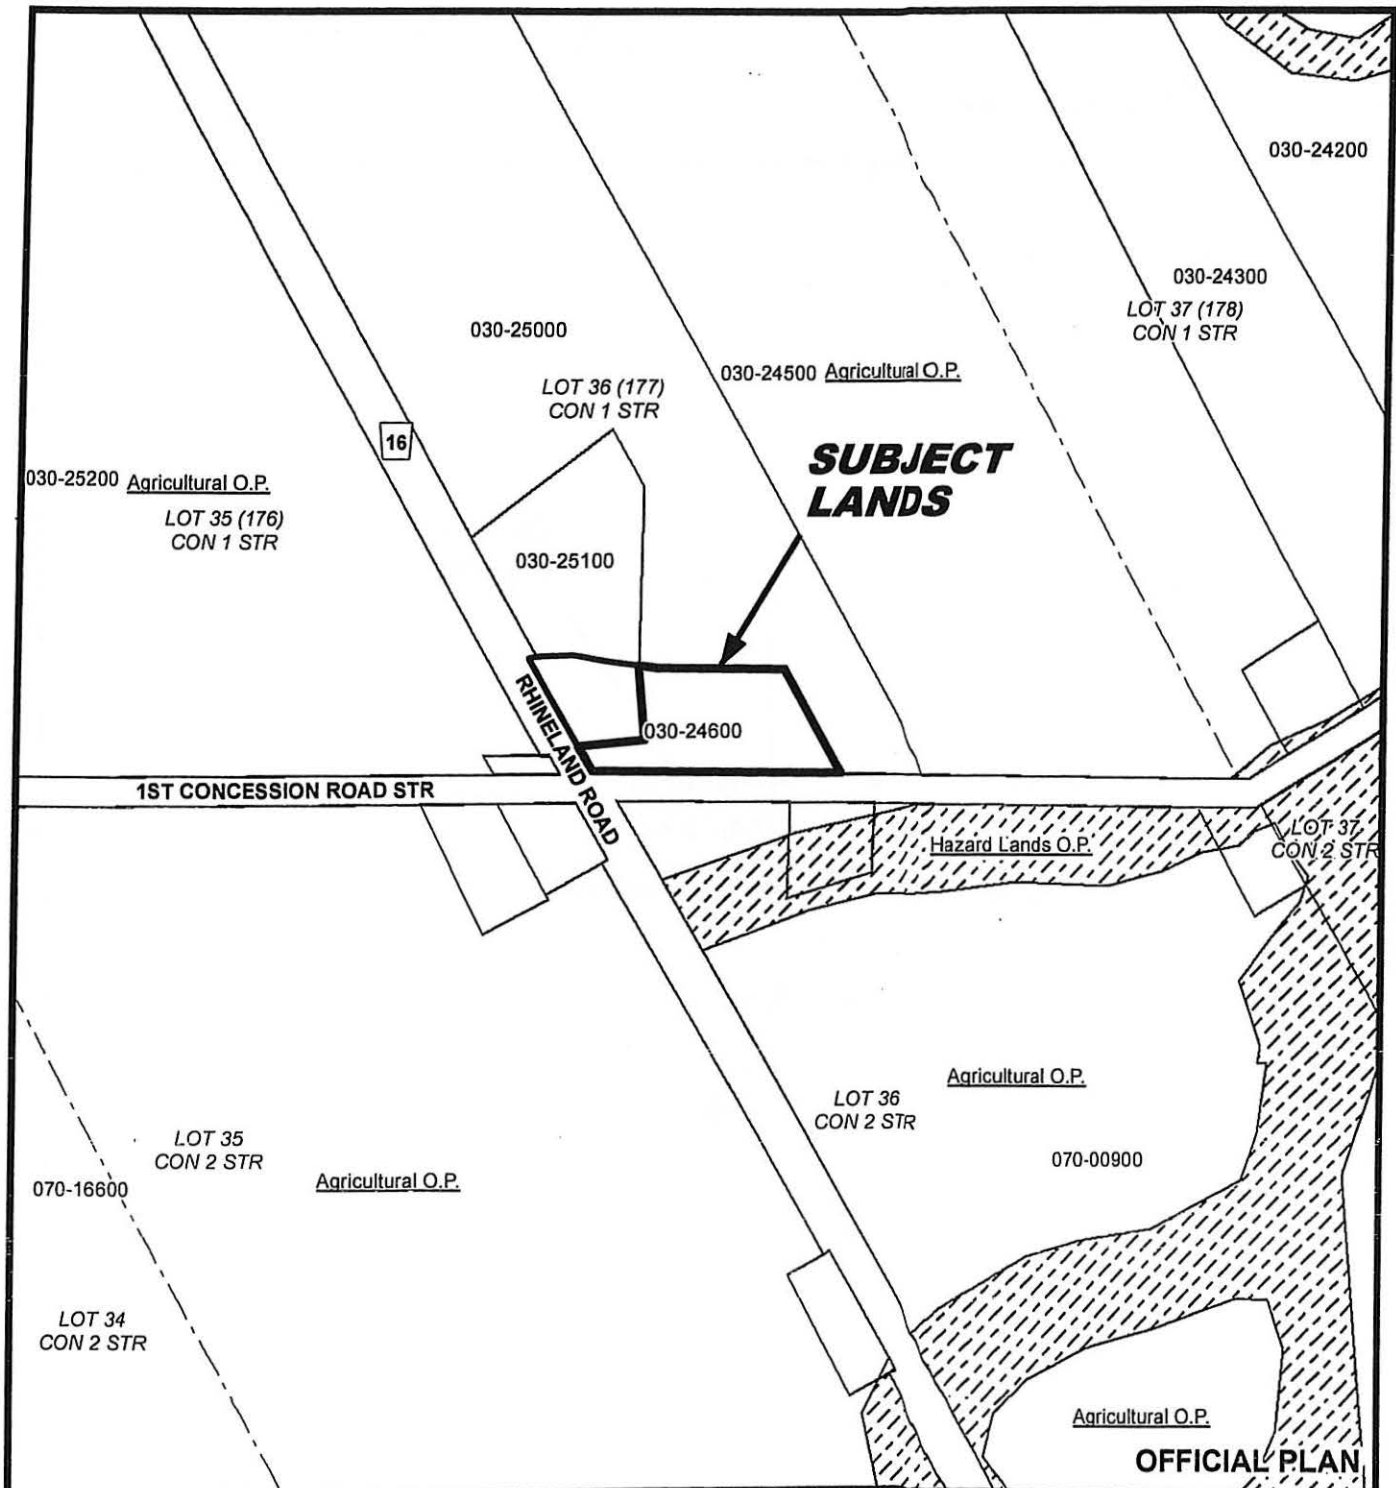 030-24200
030-24300
LOT 37 (178)
CON 1 STR
030-25000
030-24500 Agricultural O.P.
LOT 36 (177)
CON 1 STR
16
SUBJECT
LANDS
030-25200 Agricultural O.P.
LOT 35 (176)
CON 1 STR
030-25100
RHINELAND ROAD
030-24600
1ST CONCESSION ROAD STR
Hazard Lands O.P.
LOT 37
CON 2 STR
Agricultural O.P.
LOT 36
CON 2 STR
070-00900
LOT 35
CON 2 STR
070-16600
Agricultural O.P.
LOT 34
CON 2 STR
Agricultural O.P.
OFFICIAL PLAN